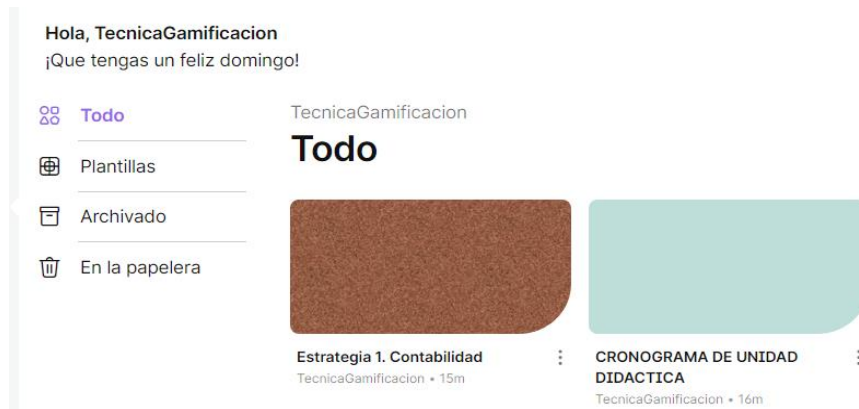 Hola, TecnicaGamificacion
¡Que tengas un feliz domingo!
Todo
Plantillas
Archivado
En la papelera
TecnicaGamificacion
Todo
Estrategia 1. Contabilidad
TecnicaGamificacion • 15m
CRONOGRAMA DE UNIDAD
DIDACTICA
TecnicaGamificacion • 16m